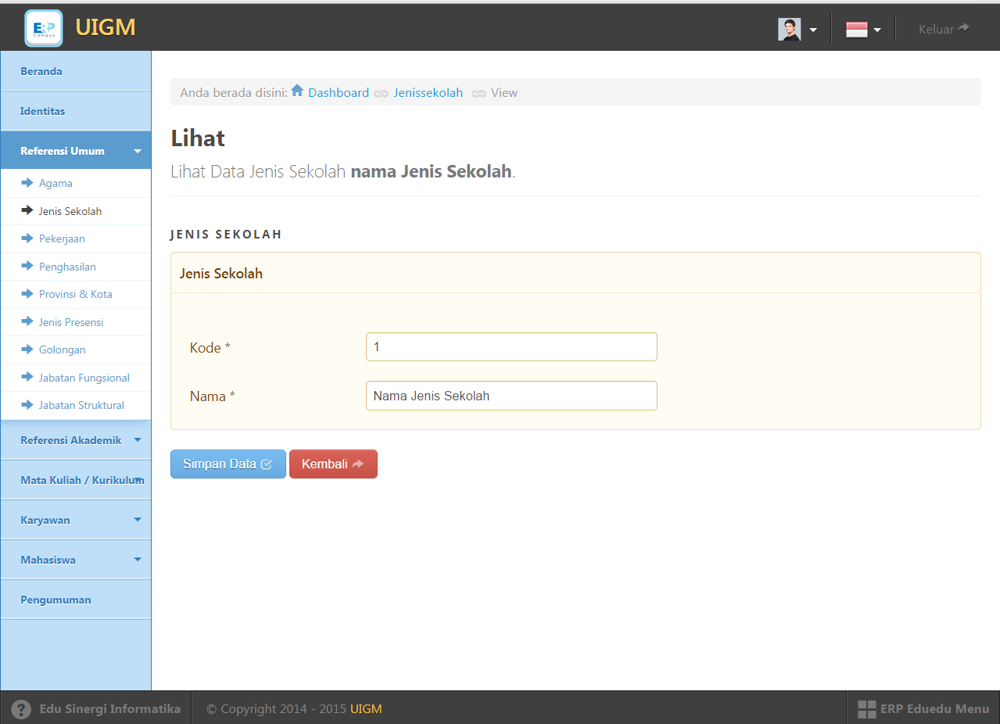 ERP
Campus
UIGM
Keluar
Beranda
Identitas
Referensi Umum
Agama
Jenis Sekolah
Pekerjaan
Penghasilan
Provinsi & Kota
Jenis Presensi
Golongan
Jabatan Fungsional
Jabatan Struktural
Referensi Akademik
Mata Kuliah / Kurikulum
Karyawan
Mahasiswa
Pengumuman
Anda berada disini: Dashboard Jenissekolah View
Lihat
Lihat Data Jenis Sekolah nama Jenis Sekolah.
JENIS SEKOLAH
Jenis Sekolah
Kode * 1
Nama * Nama Jenis Sekolah
Simpan Data Kembali
? Edu Sinergi Informatika © Copyright 2014 - 2015 UIGM ERP Eduedu Menu